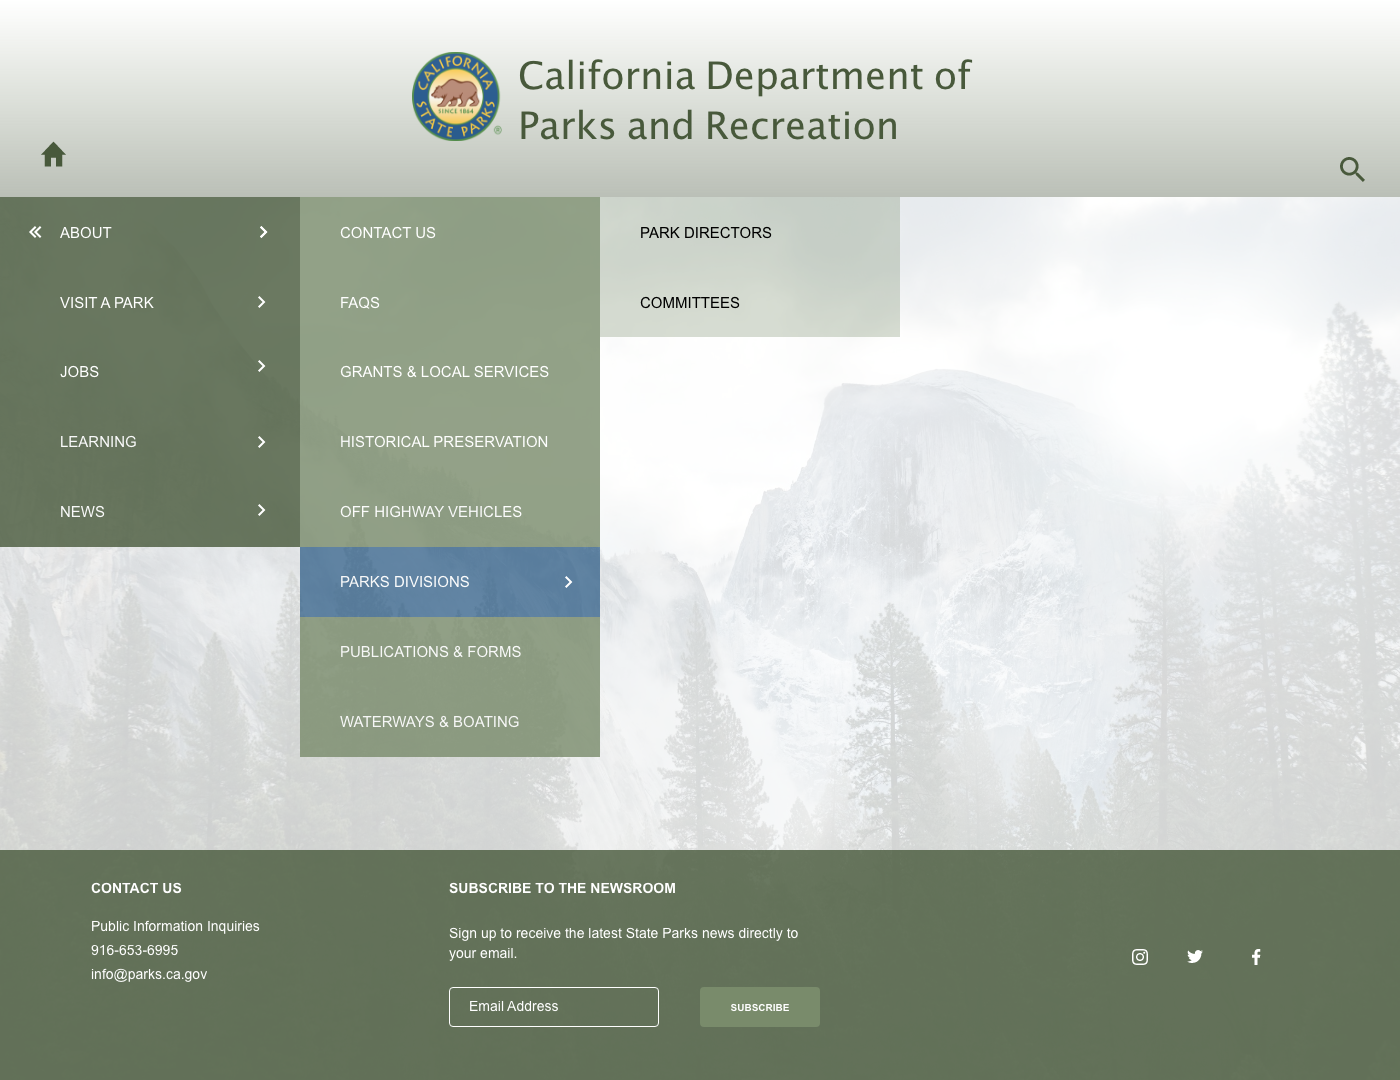 CALIFORNIA
SINCE 1864
STATE PARKS
®
California Department of
Parks and Recreation
ABOUT
VISIT A PARK
JOBS
LEARNING
NEWS
CONTACT US
FAQS
GRANTS & LOCAL SERVICES
HISTORICAL PRESERVATION
OFF HIGHWAY VEHICLES
PARKS DIVISIONS
PUBLICATIONS & FORMS
WATERWAYS & BOATING
PARK DIRECTORS
COMMITTEES
CONTACT US
Public Information Inquiries
916-653-6995
info@parks.ca.gov
SUBSCRIBE TO THE NEWSROOM
Sign up to receive the latest State Parks news directly to
your email.
Email Address
SUBSCRIBE